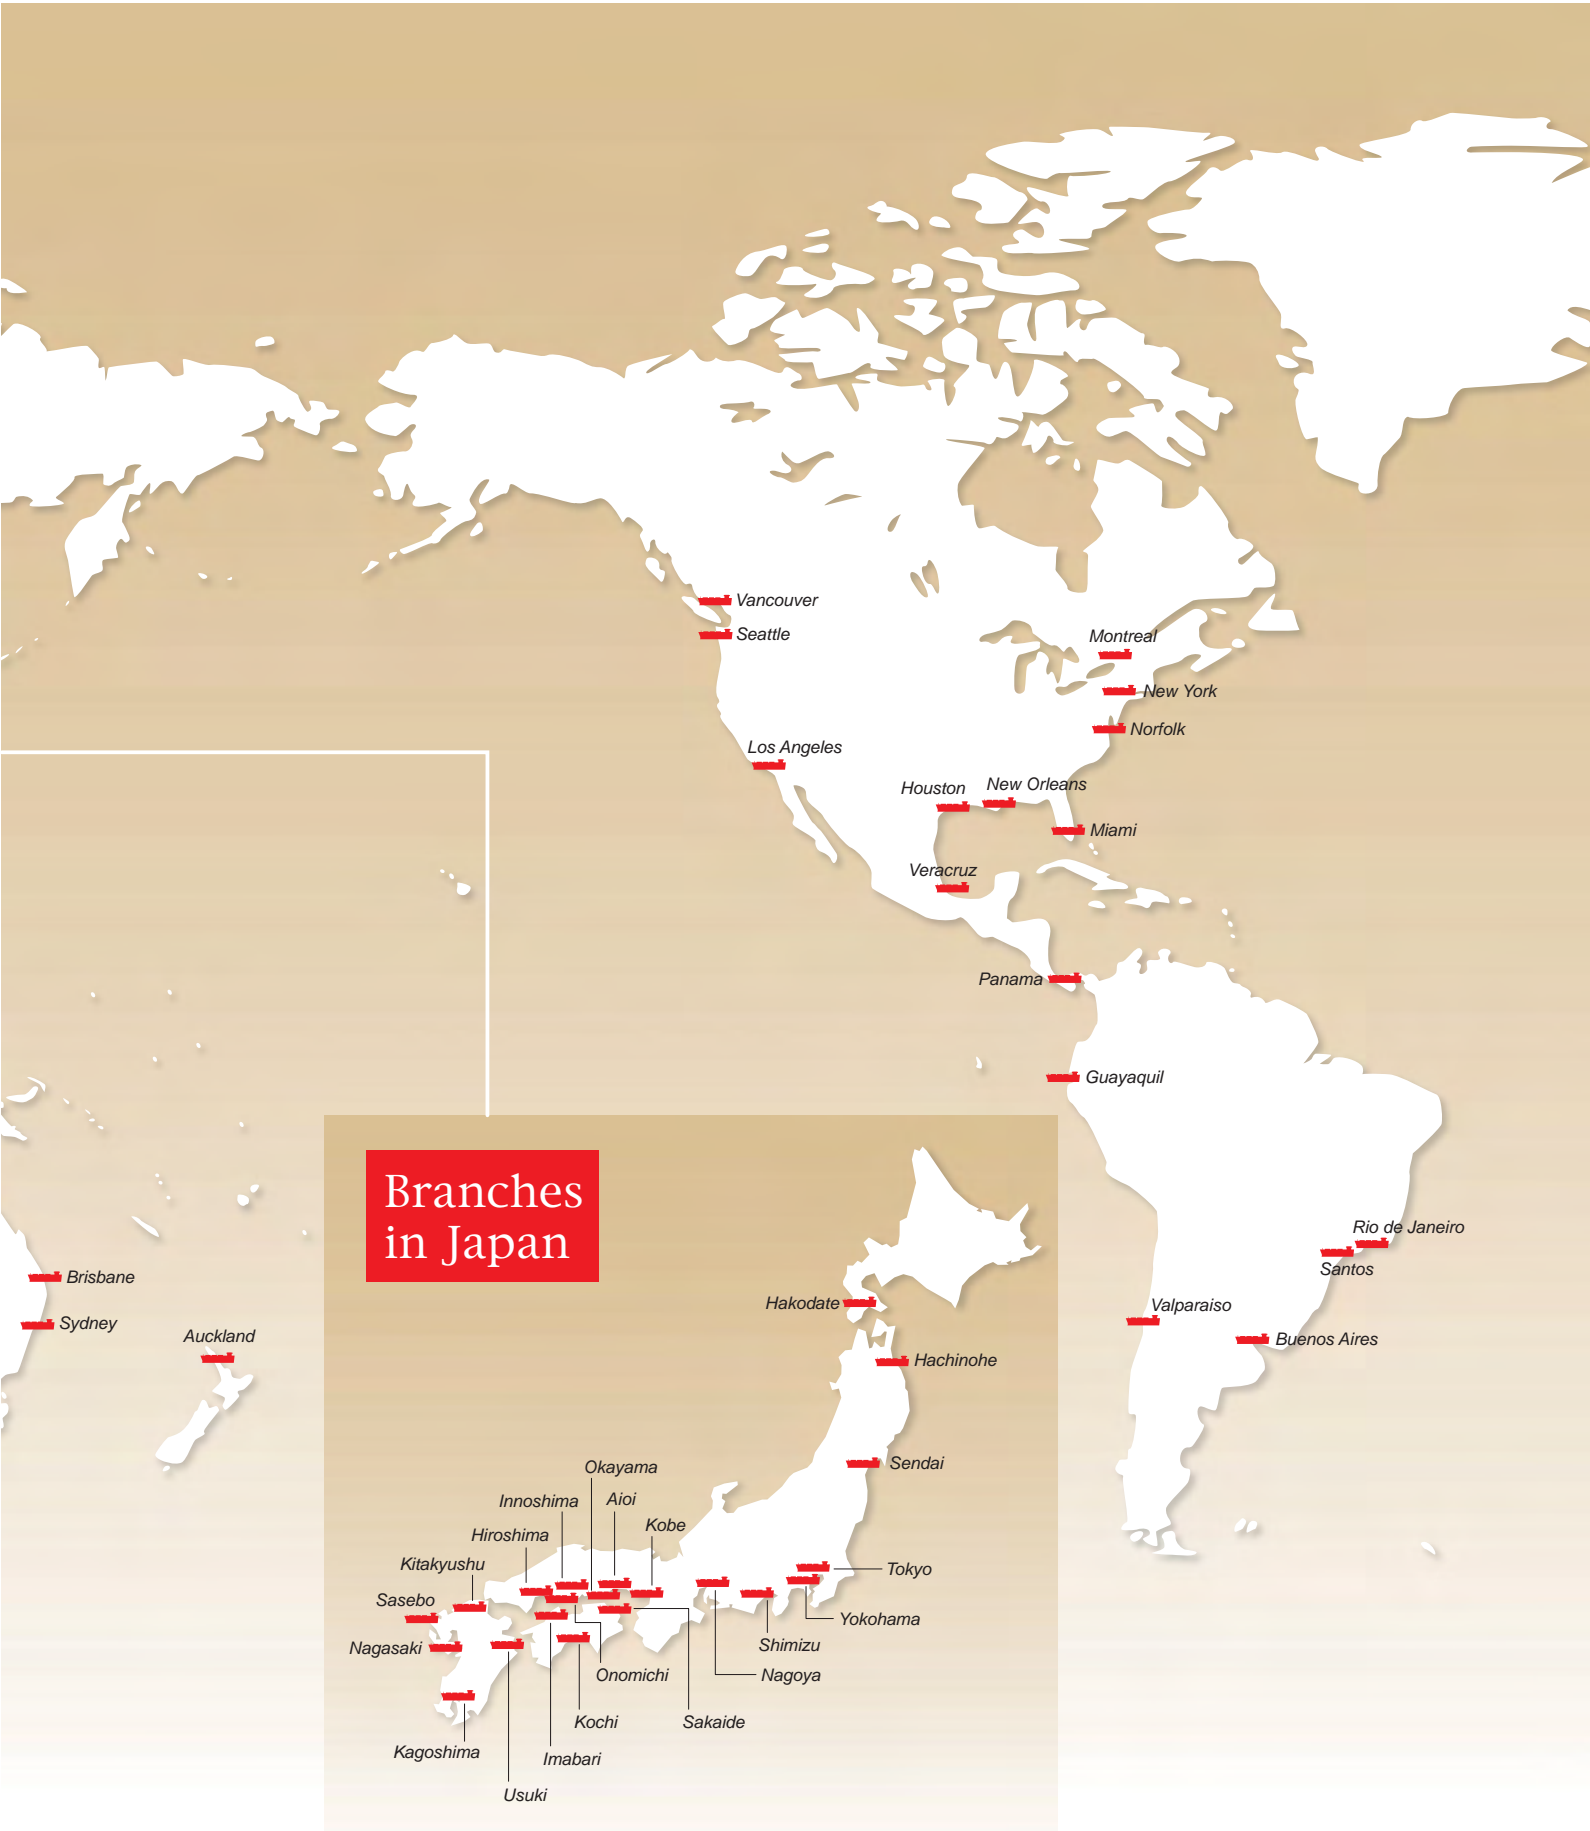 Vancouver
Seattle
Montreal
New York
Norfolk
Los Angeles
Houston
New Orleans
Miami
Veracruz
Panama
Guayaquil
Rio de Janeiro
Santos
Valparaiso
Buenos Aires
Brisbane
Sydney
Auckland
Branches
in Japan
Hakodate
Hachinohe
Sendai
Okayama
Innoshima
Aioi
Hiroshima
Kobe
Kitakyushu
Sasebo
Nagasaki
Tokyo
Yokohama
Shimizu
Nagoya
Onomichi
Kochi
Sakaide
Kagoshima
Imabari
Usuki